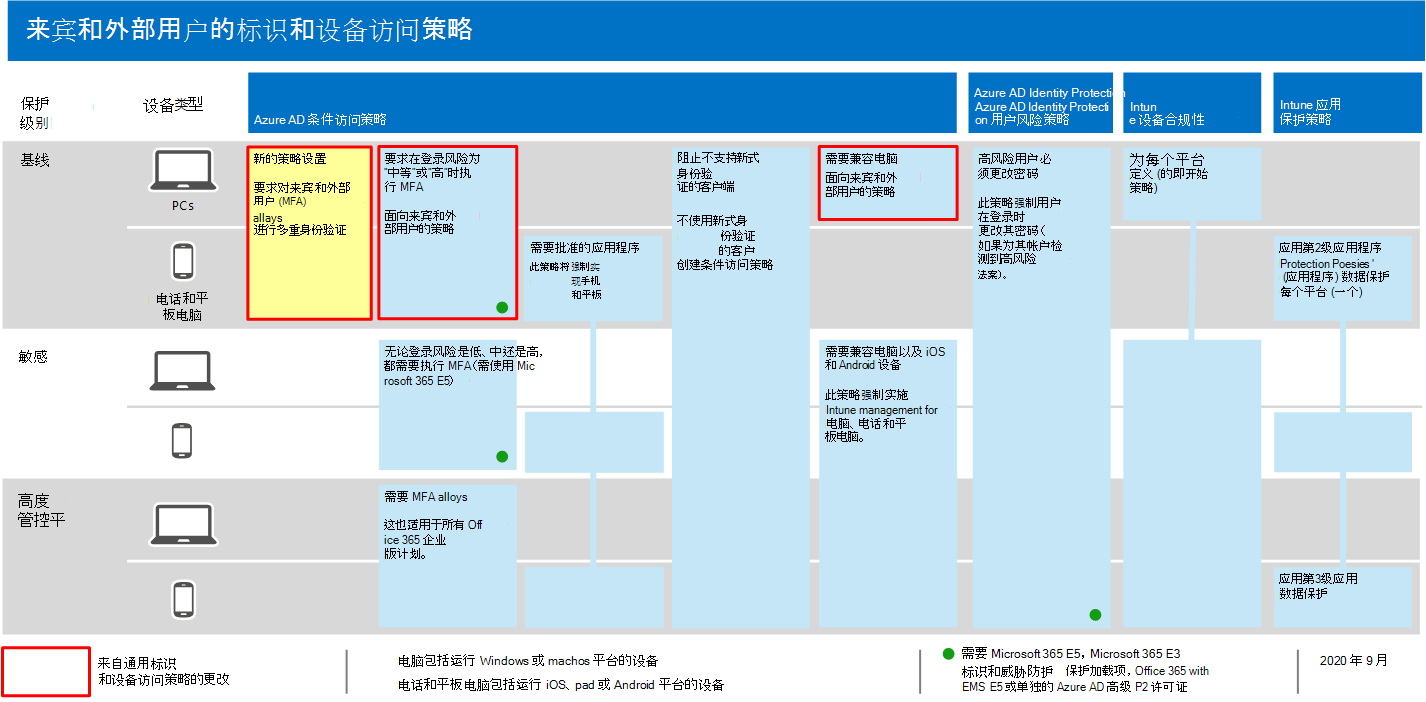 来宾和外部用户的标识和设备访问策略
保护
级别
设备类型
Azure AD 条件访问策略
Azure AD Identity Protection
Azure AD Identity Protecti
on 用户风险策略
Intun
e 设备合规性
Intune 应用
保护策略
基线
PCs
电话和平
板电脑
新的策略设置
要求对来宾和外部
用户 (MFA)
allays
进行多重身份验证
要求在登录风险为
"中等"或"高"时执
行 MFA
面向来宾和外
部用户的策略
需要批准的应用程序
此策略将强制实
现手机
和平板
阻止不支持新式
身份验
证的客户端
不使用新式身
份验证
的客户
创建条件访问策略
需要兼容电脑
面向来宾和外
部用户的策略
高风险用户必
须更改密码
此策略强制用户
在登录时
更改其密码（
如果为其帐户检
测到高风险
法案）。
为每个平台
定义 (的即开始
策略)
应用第2级应用程序
Protection Poesies '
(应用程序) 数据保护
每个平台 (一个)
敏感
无论登录风险是低、中还是高，
都需要执行 MFA（需使用 Mic
rosoft 365 E5）
需要兼容电脑以及 iOS
和 Android 设备
此策略强制实施
Intune management for
电脑、电话和平
板电脑。
高度
管控平
需要 MFA alloys
这也适用于所有 Off
ice 365 企业
版计划。
应用第3级应用
数据保护
来自通用标识
和设备访问策略的更改
电脑包括运行 Windows 或 machos 平台的设备
电话和平板电脑包括运行 iOS、pad 或 Android 平台的设备
需要 Microsoft 365 E5，Microsoft 365 E3
标识和威胁防护 保护加载项，Office 365 with
EMS E5 或单独的 Azure AD 高级 P2 许可证
2020 年 9 月